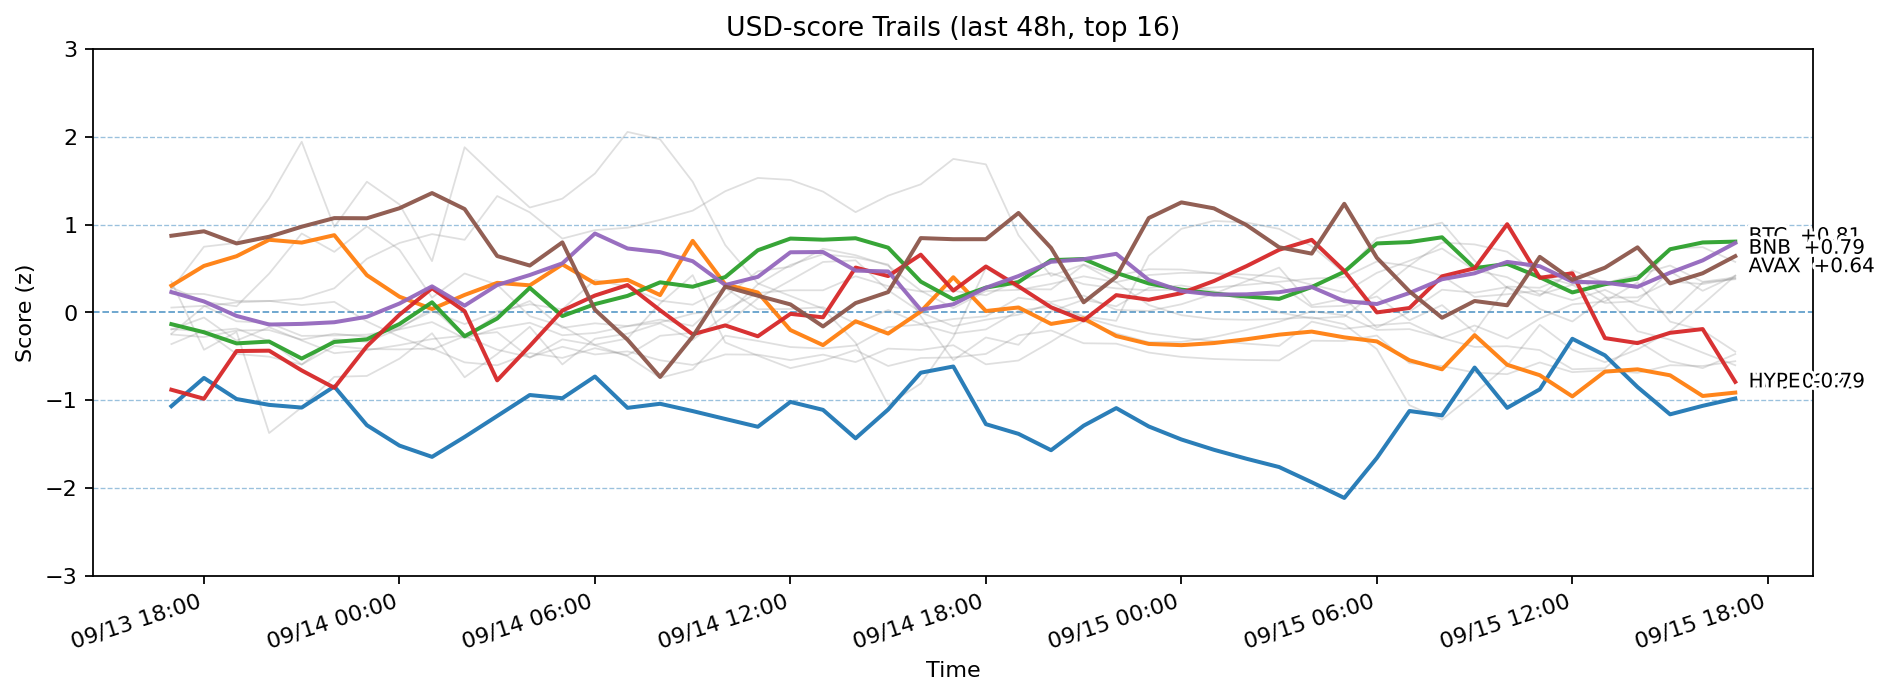 USD-score Trails (last 48h, top 16)
Score (z)
3
2
1
0
−1
−2
−3
BTC +0.81
BNB +0.79
AVAX +0.64
HYPE -0.79
09/13 18:00
09/14 00:00
09/14 06:00
09/14 12:00
09/14 18:00
09/15 00:00
09/15 06:00
09/15 12:00
09/15 18:00
Time